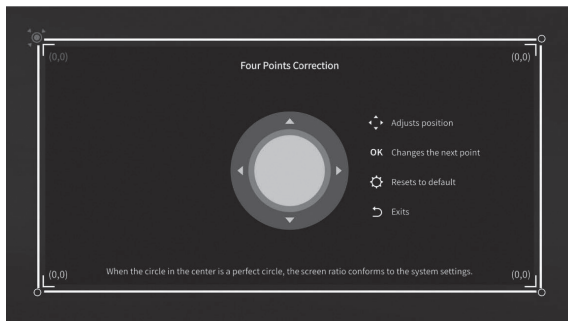 (0,0)
(0,0)
Four Points Correction
Adjusts position
OK Changes the next point
Resets to default
Exits
(0,0)
When the circle in the center is a perfect circle, the screen ratio conforms to the system settings.
(0,0)